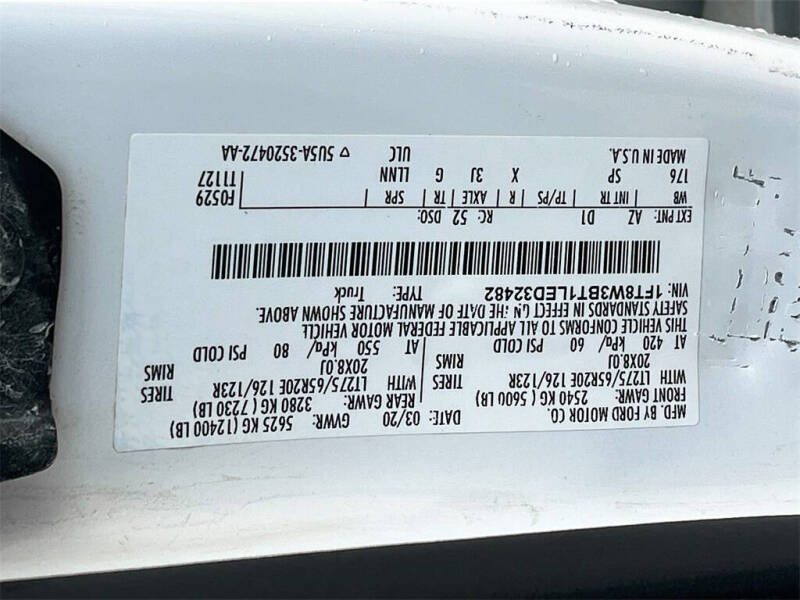 MFD. BY FORD MOTOR CO.
DATE: 03/20 GVWR: 5625 KG (12400 LB)
FRONT GAWR: 2540 KG (5600 LB) REAR GAWR: 3280 KG (7230 LB)
WITH LT275/65R20E 126/123R TIRES WITH LT275/65R20E 126/123R TIRES
20X8.0J RIMS 20X8.0J RIMS
AT 420 kPa/ 60 PSI COLD AT 550 kPa/ 80 PSI COLD
THIS VEHICLE CONFORMS TO ALL APPLICABLE FEDERAL MOTOR VEHICLE
SAFETY STANDARDS IN EFFECT ON THE DATE OF MANUFACTURE SHOWN ABOVE.
VIN: 1FT8W3BT1LED32482 TYPE: Truck
EXT PNT: AZ D1 RC: 52 DSO: F0529
WB INT TR TP/PS R AXLE TR SPR T1127
176 SP X 3J G LLNN
MADE IN U.S.A. ULC ▽ 5U5A-3520472-AA